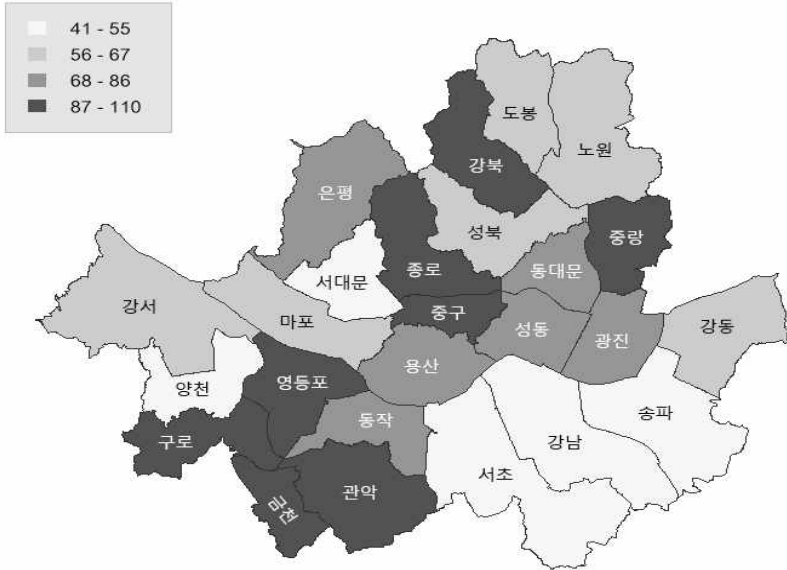 41 - 55
56 - 67
68 - 86
87 - 110
도봉
노원
강북
은평
성북
중랑
종로
동대문
서대문
강서
마포
중구
성동
광진
강동
용산
양천
영등포
동작
송파
구로
강남
서초
관악
금천